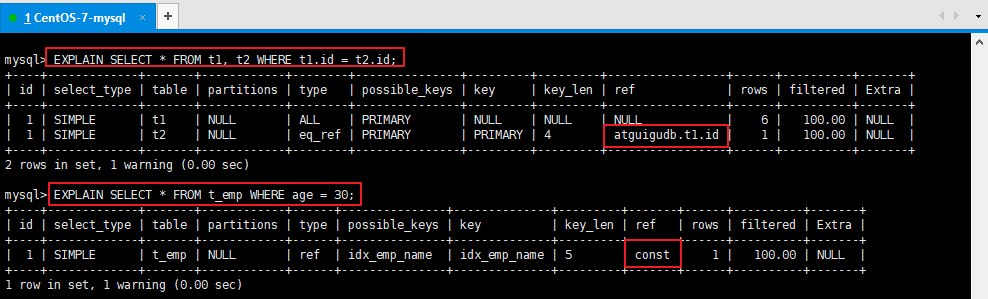 1 CentOS-7-mysql × +
mysql> EXPLAIN SELECT * FROM t1, t2 WHERE t1.id = t2.id;
+----+-------------+-------+------------+--------+---------------+---------+---------+-----------------+------+----------+-------+
| id | select_type | table | partitions | type | possible_keys | key | key_len | ref | rows | filtered | Extra |
+----+-------------+-------+------------+--------+---------------+---------+---------+-----------------+------+----------+-------+
| 1 | SIMPLE | t1 | NULL | ALL | PRIMARY | NULL | NULL | NULL | 6 | 100.00 | NULL |
| 1 | SIMPLE | t2 | NULL | eq_ref | PRIMARY | PRIMARY | 4 | atguigudb.t1.id | 1 | 100.00 | NULL |
+----+-------------+-------+------------+--------+---------------+---------+---------+-----------------+------+----------+-------+
2 rows in set, 1 warning (0.00 sec)
mysql> EXPLAIN SELECT * FROM t_emp WHERE age = 30;
+----+-------------+-------+------------+------+---------------+--------------+---------+-------+------+----------+-------+
| id | select_type | table | partitions | type | possible_keys | key | key_len | ref | rows | filtered | Extra |
+----+-------------+-------+------------+------+---------------+--------------+---------+-------+------+----------+-------+
| 1 | SIMPLE | t_emp | NULL | ref | idx_emp_name | idx_emp_name | 5 | const | 1 | 100.00 | NULL |
+----+-------------+-------+------------+------+---------------+--------------+---------+-------+------+----------+-------+
1 row in set, 1 warning (0.00 sec)